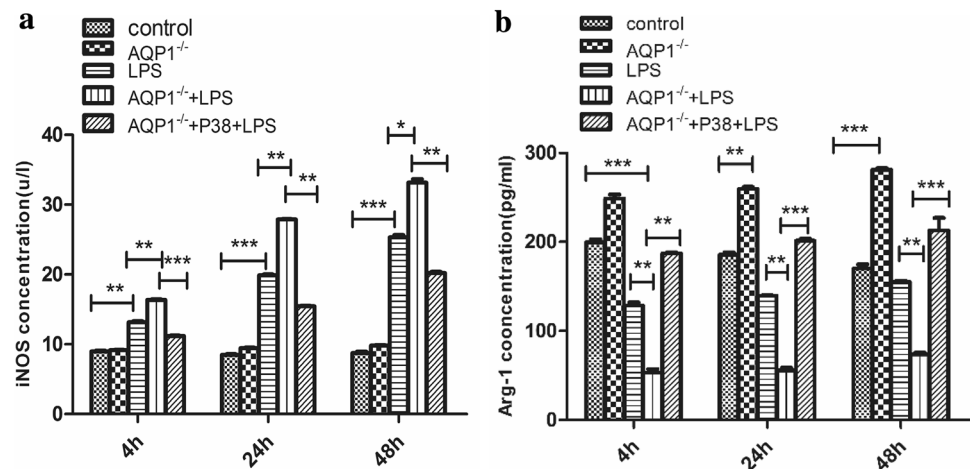 a
control
AQP1-/-
LPS
AQP1-/-+LPS
AQP1-/-+P38+LPS
iNOS concentration(u/l)
40
30
20
10
0
**
**
***
***
**
**
***
*
**
4h
24h
48h
b
control
AQP1-/-
LPS
AQP1-/-+LPS
AQP1-/-+P38+LPS
Arg-1 cooncentration(pg/ml)
300
200
100
0
***
**
**
**
***
**
***
***
**
4h
24h
48h